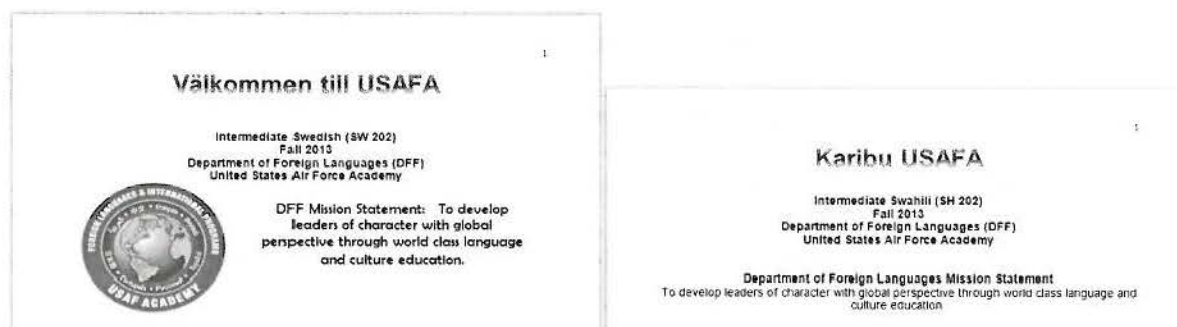 1
Välkommen till USAFA
Intermediate Swedish (SW 202)
Fall 2013
Department of Foreign Languages (DFF)
United States Air Force Academy
FOREIGN LANGUAGES & INTERNATIONAL PROGRAMS
USAF ACADEMY
DFF Mission Statement: To develop
leaders of character with global
perspective through world class language
and culture education.
1
Karibu USAFA
Intermediate Swahili (SH 202)
Fall 2013
Department of Foreign Languages (DFF)
United States Air Force Academy
Department of Foreign Languages Mission Statement
To develop leaders of character with global perspective through world class language and
culture education